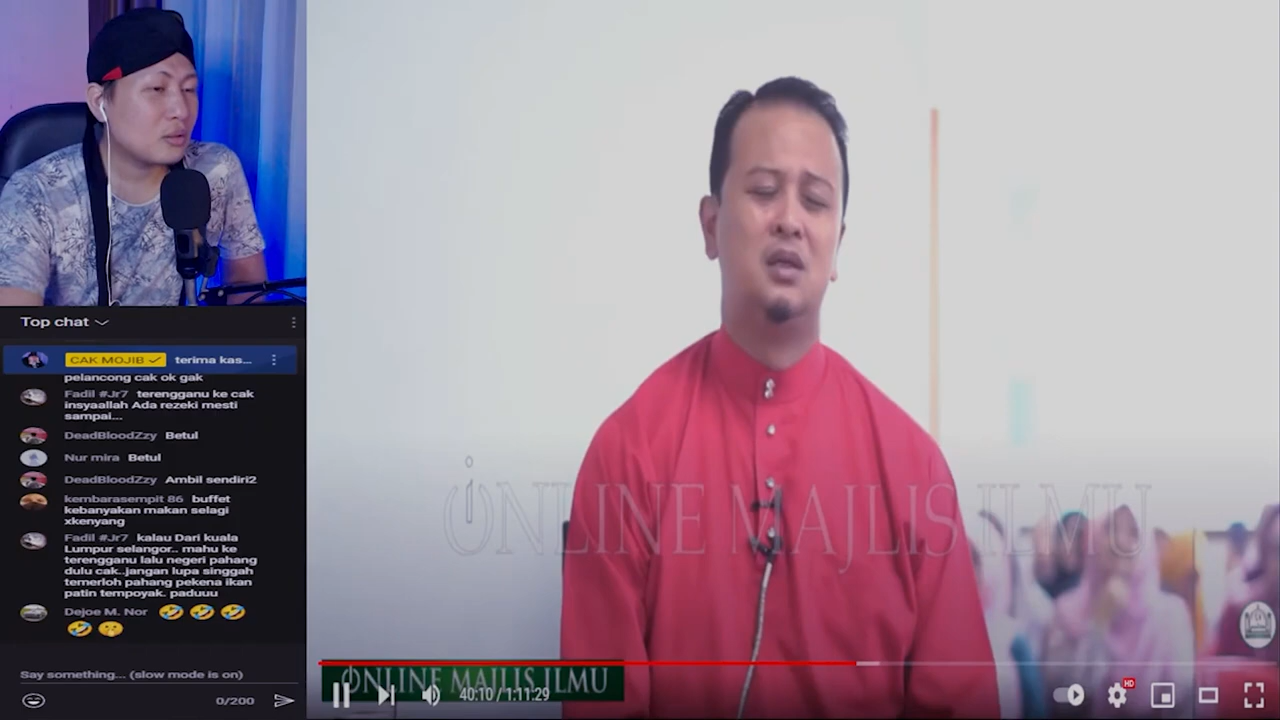 Top chat
CAK MOJIB terima kas...
pelancong cak ok gak
Fadil #Jr7 terengganu ke cak
insyaallah Ada rezeki mesti
sampai...
DeadBloodZzy Betul
Nur mira Betul
DeadBloodZzy Ambil sendiri2
kembarasempit 86 buffet
kebanyakan makan selagi
xkenyang
Fadil #Jr7 kalau Dari kuala
Lumpur selangor.. mahu ke
terengganu lalu negeri pahang
dulu cak..jangan lupa singgah
temerloh pahang pekena ikan
patin tempoyak. paduuu
Dejoe M. Nor
Say something... (slow mode is on)
0/200
ONLINE MAJLIS ILMU
ONLINE MAJLIS ILMU
40:10 / 1:11:29
HD